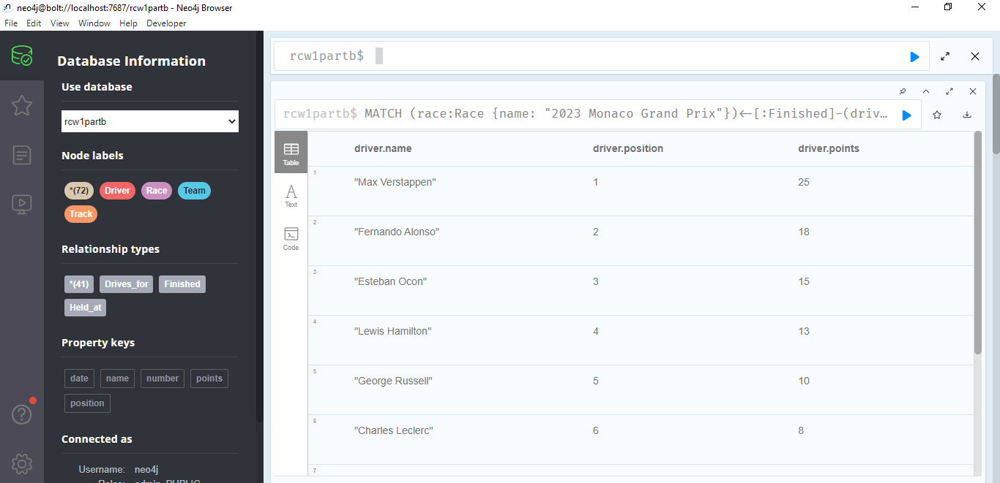 neo4j@bolt://localhost:7687/rcw1partb - Neo4j Browser
File Edit View Window Help Developer
Database Information
Use database
rcw1partb
Node labels
*(72) Driver Race Team
Track
Relationship types
*(41) Drives_for Finished
Held_at
Property keys
date name number points
position
Connected as
Username: neo4j
Roles: admin, PUBLIC
rcw1partb$
rcw1partb$ MATCH (race:Race {name: "2023 Monaco Grand Prix"})<-[:Finished]-(driv…
Table
Text
Code
driver.name driver.position driver.points
1 "Max Verstappen" 1 25
2 "Fernando Alonso" 2 18
3 "Esteban Ocon" 3 15
4 "Lewis Hamilton" 4 13
5 "George Russell" 5 10
6 "Charles Leclerc" 6 8
7